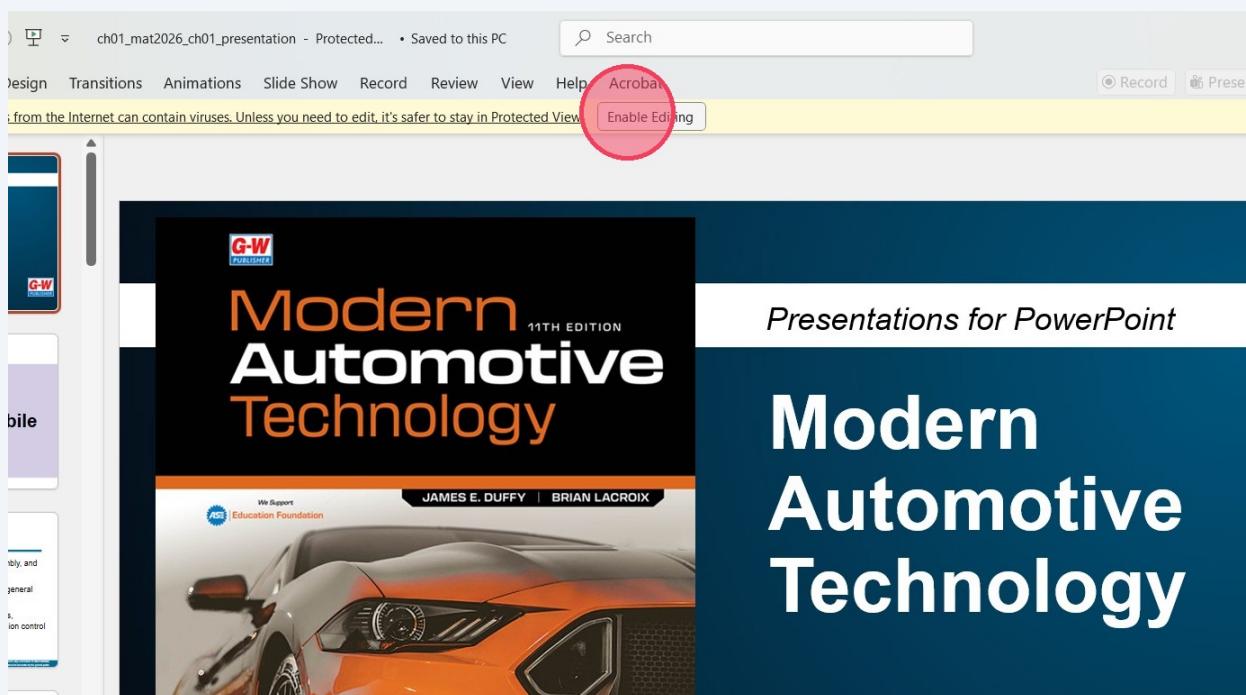 ch01_mat2026_ch01_presentation - Protected... • Saved to this PC
Search
Design Transitions Animations Slide Show Record Review View Help Acrobat
Record
from the Internet can contain viruses. Unless you need to edit, it's safer to stay in Protected View
Enable Editing
G-W
PUBLISHER
Modern
11TH EDITION
Automotive
Technology
JAMES E. DUFFY | BRIAN LACROIX
We Support
ASE Education Foundation
Presentations for PowerPoint
Modern
Automotive
Technology
G-W
PUBLISHER
general